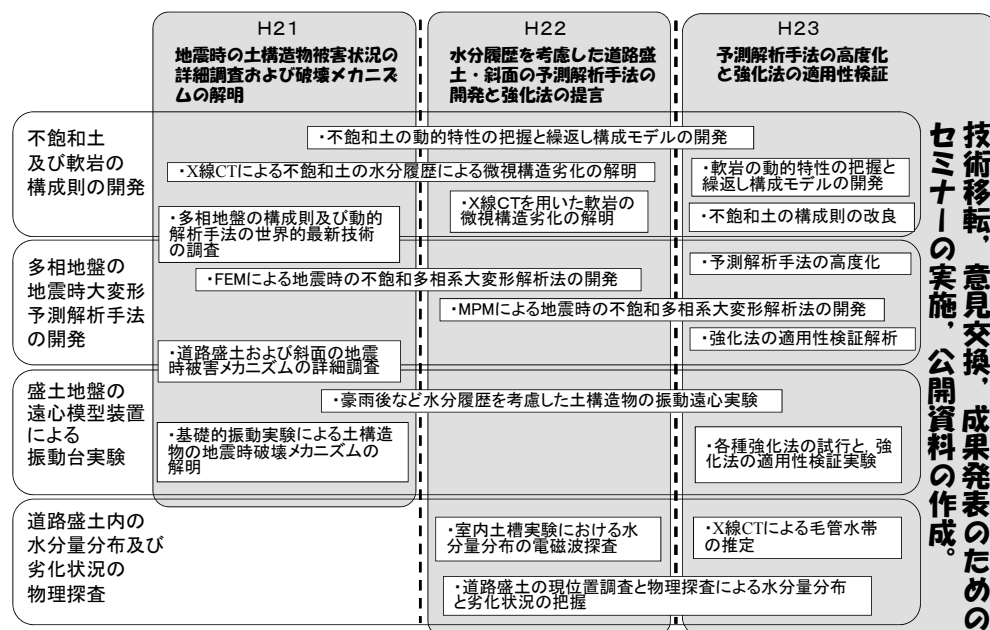 H21
地震時の土構造物被害状況の
詳細調査および破壊メカニズ
ムの解明
H22
水分履歴を考慮した道路盛
土・斜面の予測解析手法の
開発と強化法の提言
H23
予測解析手法の高度化
と強化法の適用性検証
不飽和土
及び軟岩の
構成則の開発
・不飽和土の動的特性の把握と繰返し構成モデルの開発
・X線CTによる不飽和土の水分履歴による微視構造劣化の解明
・軟岩の動的特性の把握と
繰返し構成モデルの開発
・X線CTを用いた軟岩の
微視構造劣化の解明
・不飽和土の構成則の改良
・多相地盤の構成則及び動的
解析手法の世界的最新技術
の調査
多相地盤の
地震時大変形
予測解析手法
の開発
・予測解析手法の高度化
・FEMによる地震時の不飽和多相系大変形解析法の開発
・MPMによる地震時の不飽和多相系大変形解析法の開発
・強化法の適用性検証解析
・道路盛土および斜面の地震
時被害メカニズムの詳細調査
盛土地盤の
遠心模型装置
による
振動台実験
・豪雨後など水分履歴を考慮した土構造物の振動遠心実験
・基礎的振動実験による土構造
物の地震時破壊メカニズムの
解明
・各種強化法の試行と，強
化法の適用性検証実験
道路盛土内の
水分量分布及び
劣化状況の
物理探査
・室内土槽実験における水
分量分布の電磁波探査
・X線CTによる毛管水帯
の推定
・道路盛土の現位置調査と物理探査による水分量分布
と劣化状況の把握
技術移転，意見交換，成果発表のための
セミナーの実施，公開資料の作成。